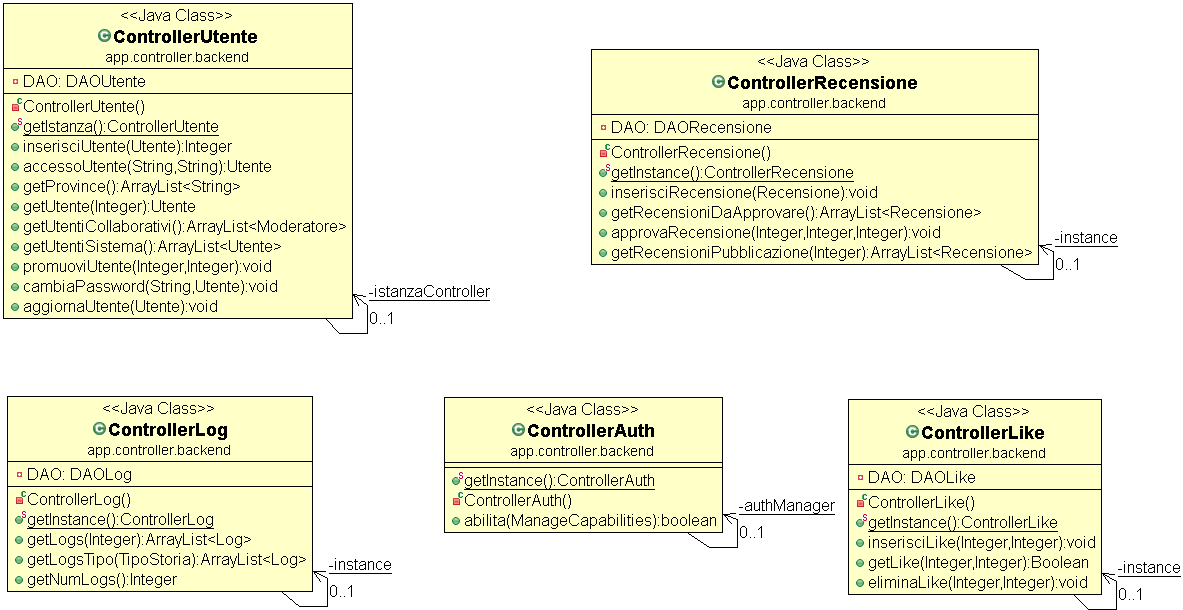 <<Java Class>>
ControllerUtente
app.controller.backend
DAO: DAOUtente
ControllerUtente()
getIstanza():ControllerUtente
inserisciUtente(Utente):Integer
accessoUtente(String,String):Utente
getProvince():ArrayList<String>
getUtente(Integer):Utente
getUtentiCollaborativi():ArrayList<Moderatore>
getUtentiSistema():ArrayList<Utente>
promuoviUtente(Integer,Integer):void
cambiaPassword(String,Utente):void
aggiornaUtente(Utente):void
-istanzaController
0..1
<<Java Class>>
ControllerRecensione
app.controller.backend
DAO: DAORecensione
ControllerRecensione()
getInstance():ControllerRecensione
inserisciRecensione(Recensione):void
getRecensioniDaApprovare():ArrayList<Recensione>
approvaRecensione(Integer,Integer,Integer):void
getRecensioniPubblicazione(Integer):ArrayList<Recensione>
-instance
0..1
<<Java Class>>
ControllerLog
app.controller.backend
DAO: DAOLog
ControllerLog()
getInstance():ControllerLog
getLogs(Integer):ArrayList<Log>
getLogsTipo(TipoStoria):ArrayList<Log>
getNumLogs():Integer
-instance
0..1
<<Java Class>>
ControllerAuth
app.controller.backend
getInstance():ControllerAuth
ControllerAuth()
abilita(ManageCapabilities):boolean
-authManager
0..1
<<Java Class>>
ControllerLike
app.controller.backend
DAO: DAOLike
ControllerLike()
getInstance():ControllerLike
inserisciLike(Integer,Integer):void
getLike(Integer,Integer):Boolean
eliminaLike(Integer,Integer):void
-instance
0..1